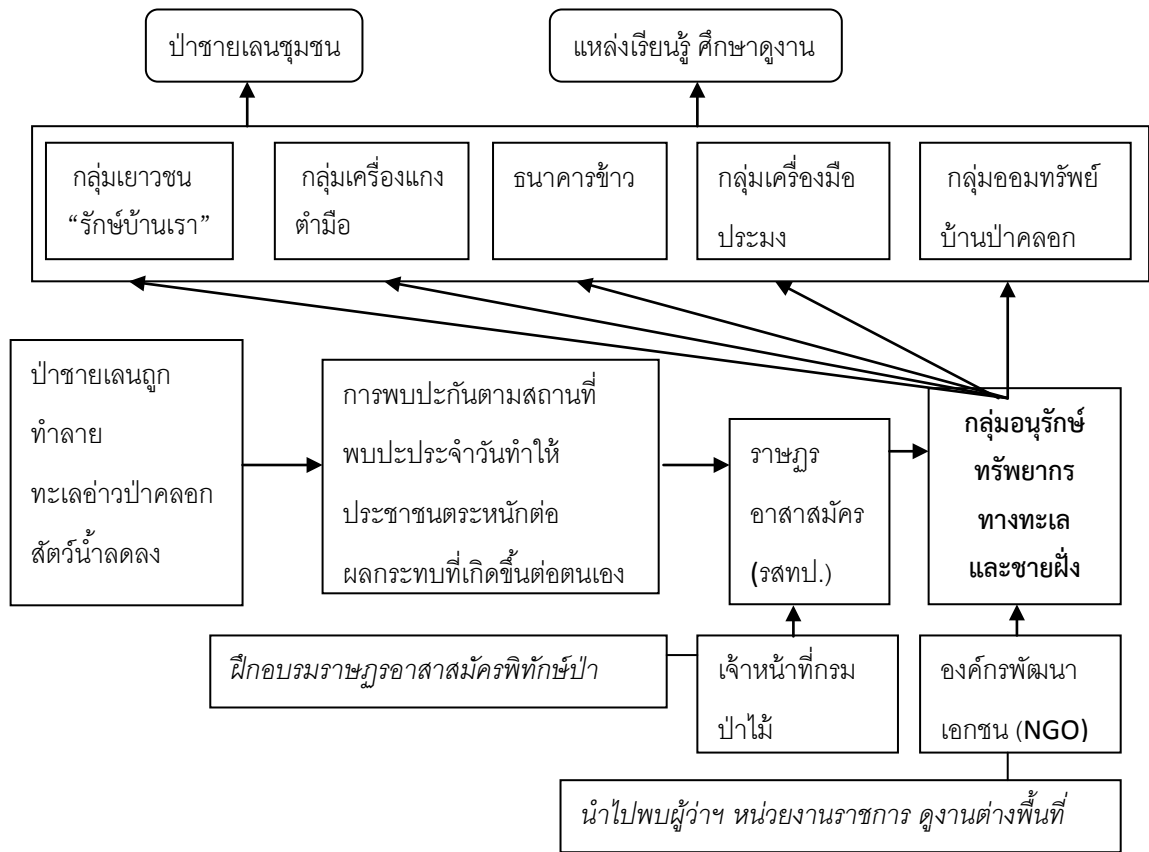 ป่าชายเลนชุมชน
แหล่งเรียนรู้ ศึกษาดูงาน
กลุ่มเยาวชน
“รักษ์บ้านเรา”
กลุ่มเครื่องแกง
ตำมือ
ธนาคารข้าว
กลุ่มเครื่องมือ
ประมง
กลุ่มออมทรัพย์
บ้านป่าคลอก
ป่าชายเลนถูก
ทำลาย
ทะเลอ่าวป่าคลอก
สัตว์น้ำลดลง
การพบปะกันตามสถานที่
พบปะประจำวันทำให้
ประชาชนตระหนักต่อ
ผลกระทบที่เกิดขึ้นต่อตนเอง
ราษฎร
อาสาสมัคร
(รสทป.)
กลุ่มอนุรักษ์
ทรัพยากร
ทางทะเล
และชายฝั่ง
ฝึกอบรมราษฎรอาสาสมัครพิทักษ์ป่า
เจ้าหน้าที่กรม
ป่าไม้
องค์กรพัฒนา
เอกชน (NGO)
นำไปพบผู้ว่าฯ หน่วยงานราชการ ดูงานต่างพื้นที่